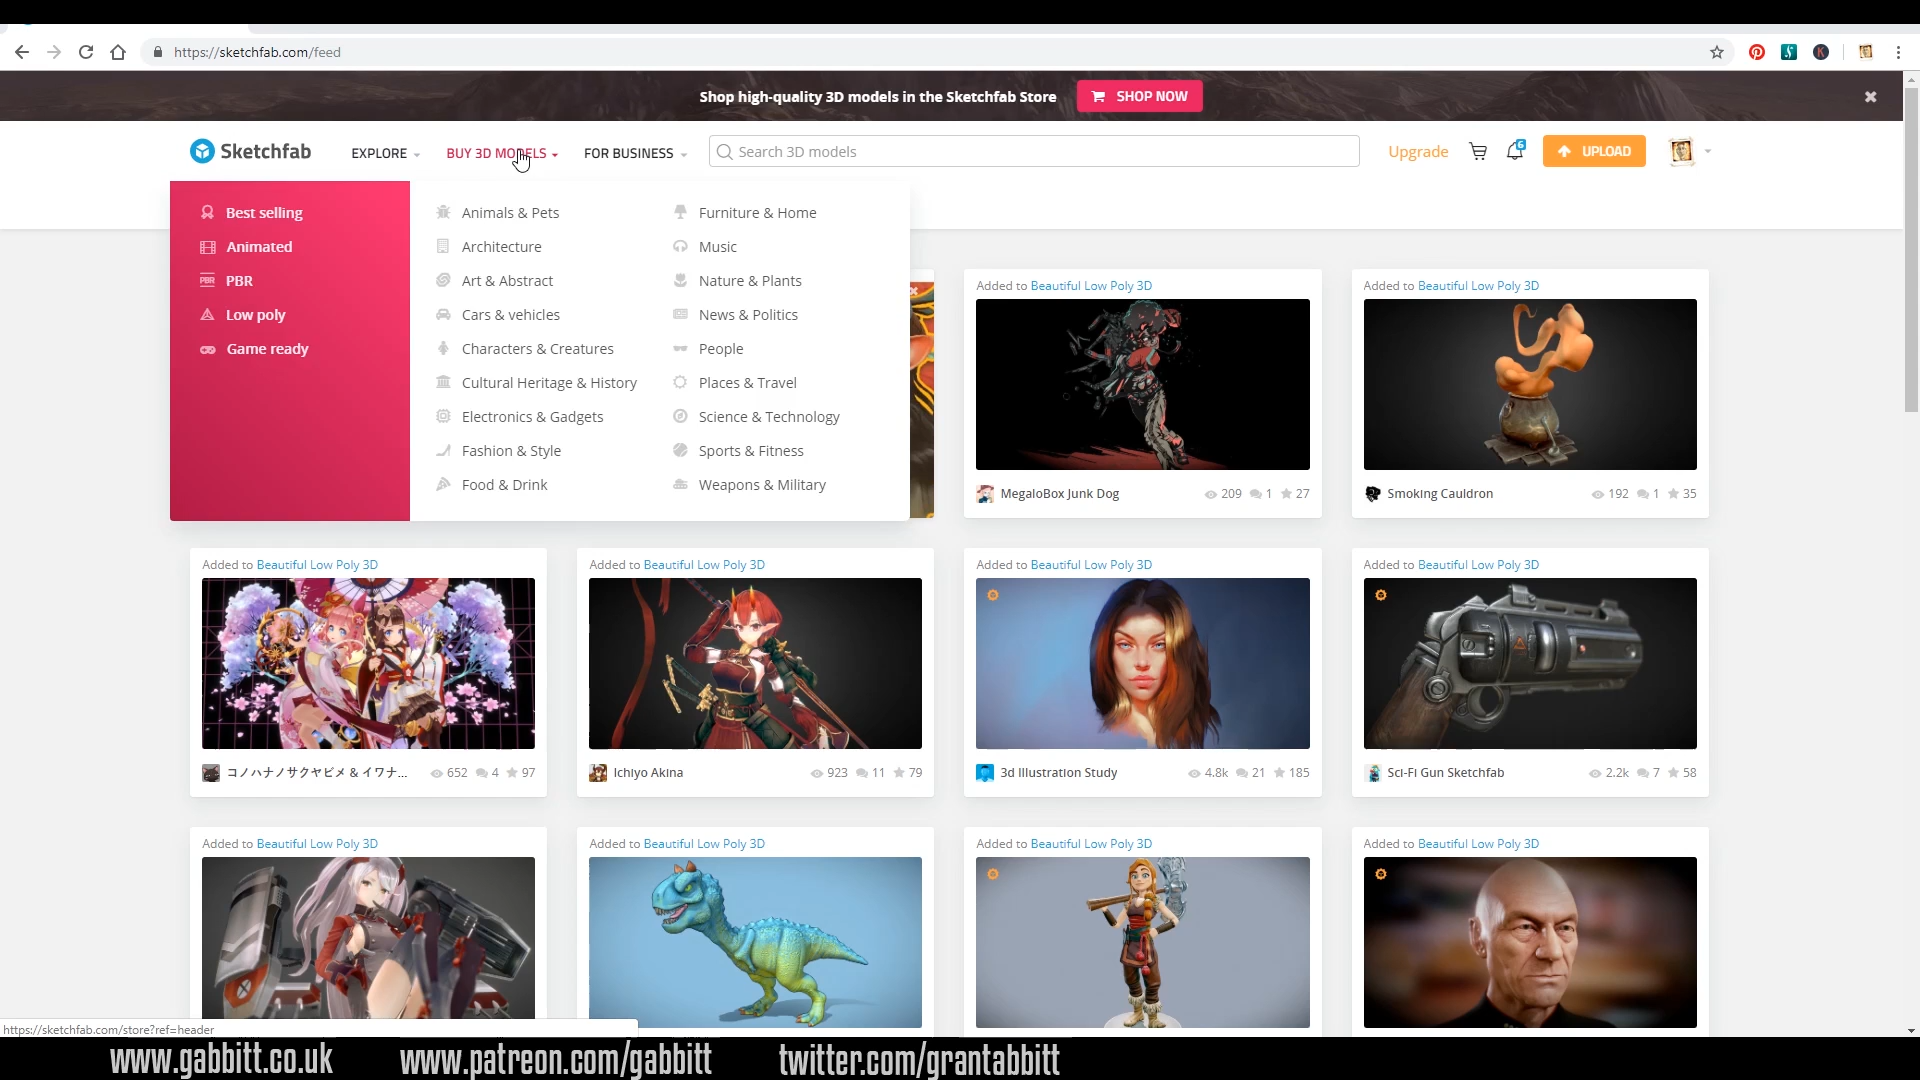 https://sketchfab.com/feed
Shop high-quality 3D models in the Sketchfab Store
SHOP NOW
Sketchfab
EXPLORE
BUY 3D MODELS
FOR BUSINESS
Search 3D models
Upgrade
6
UPLOAD
Best selling
Animated
PBR
PBR
Low poly
Game ready
Animals & Pets
Architecture
Art & Abstract
Cars & vehicles
Characters & Creatures
Cultural Heritage & History
Electronics & Gadgets
Fashion & Style
Food & Drink
Furniture & Home
Music
Nature & Plants
News & Politics
People
Places & Travel
Science & Technology
Sports & Fitness
Weapons & Military
Added to Beautiful Low Poly 3D
MegaloBox Junk Dog 209 1 27
Added to Beautiful Low Poly 3D
Smoking Cauldron 192 1 35
Added to Beautiful Low Poly 3D
コノハナノサクヤビメ & イワナ... 652 4 97
Added to Beautiful Low Poly 3D
Ichiyo Akina 923 11 79
Added to Beautiful Low Poly 3D
3d Illustration Study 4.8k 21 185
Added to Beautiful Low Poly 3D
Sci-Fi Gun Sketchfab 2.2k 7 58
Added to Beautiful Low Poly 3D
Added to Beautiful Low Poly 3D
Added to Beautiful Low Poly 3D
Added to Beautiful Low Poly 3D
https://sketchfab.com/store?ref=header
www.gabbitt.co.uk www.patreon.com/gabbitt twitter.com/grantabbitt